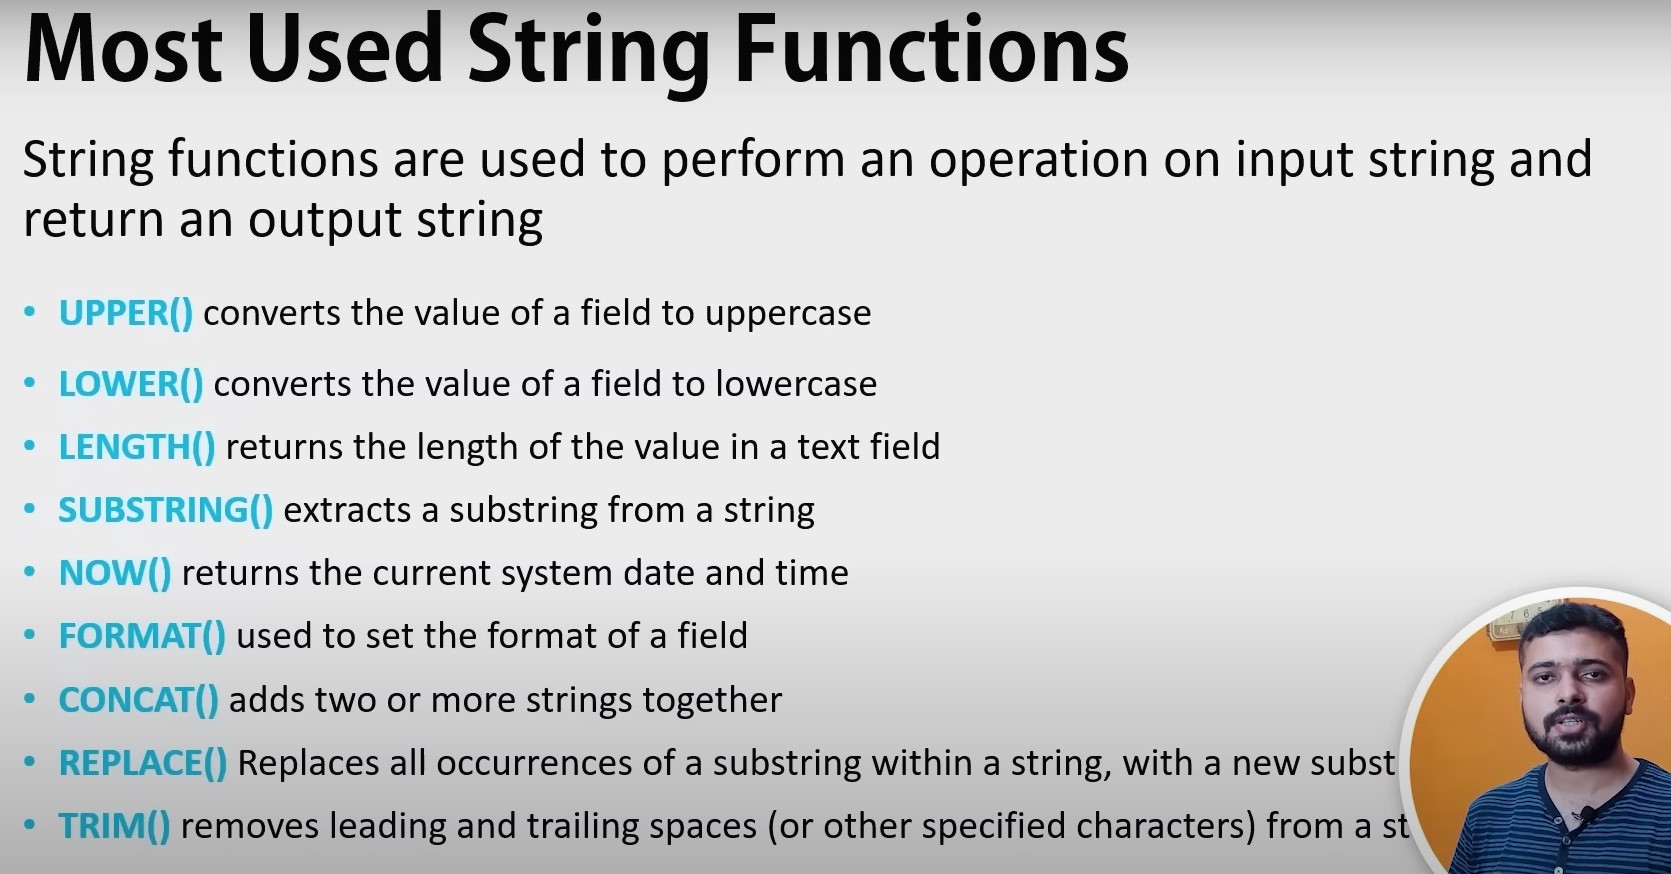 Most Used String Functions
String functions are used to perform an operation on input string and
return an output string
• UPPER() converts the value of a field to uppercase
• LOWER() converts the value of a field to lowercase
• LENGTH() returns the length of the value in a text field
• SUBSTRING() extracts a substring from a string
• NOW() returns the current system date and time
• FORMAT() used to set the format of a field
• CONCAT() adds two or more strings together
• REPLACE() Replaces all occurrences of a substring within a string, with a new subst
• TRIM() removes leading and trailing spaces (or other specified characters) from a st